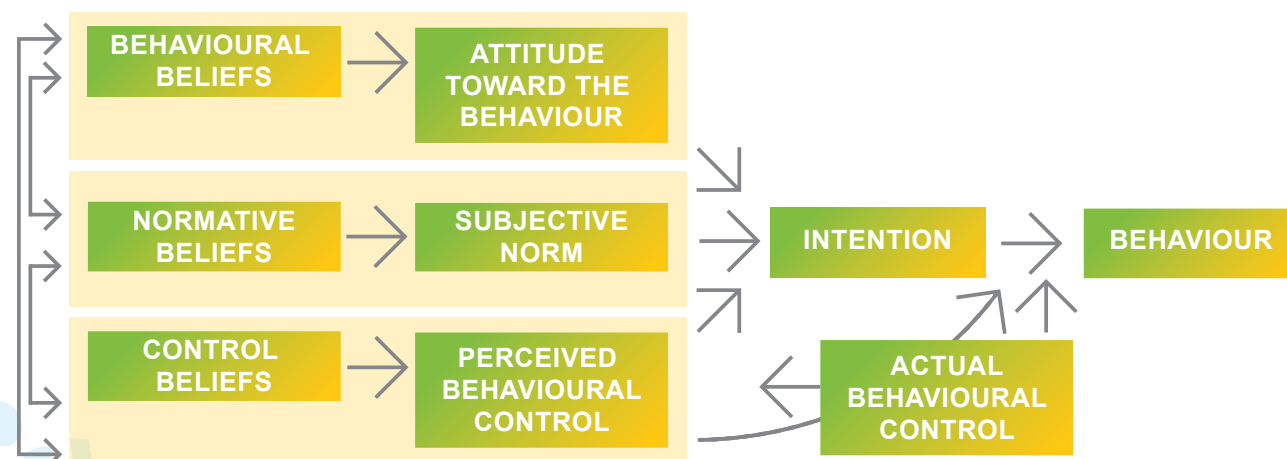 BEHAVIOURAL
BELIEFS
ATTITUDE
TOWARD THE
BEHAVIOUR
NORMATIVE
BELIEFS
SUBJECTIVE
NORM
INTENTION
BEHAVIOUR
CONTROL
BELIEFS
PERCEIVED
BEHAVIOURAL
CONTROL
ACTUAL
BEHAVIOURAL
CONTROL